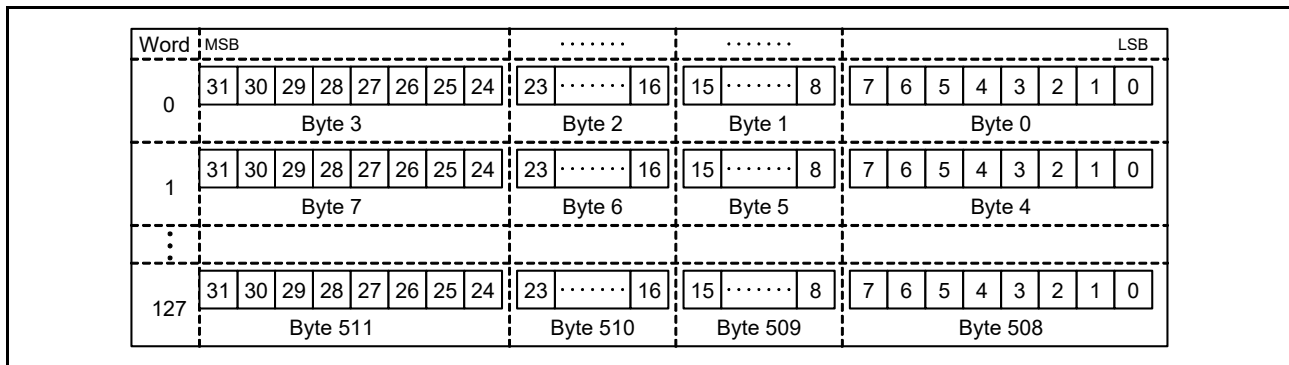 Word MSB ······· ······· LSB
0 31 30 29 28 27 26 25 24 23 ······· 16 15 ······· 8 7 6 5 4 3 2 1 0
Byte 3 Byte 2 Byte 1 Byte 0
1 31 30 29 28 27 26 25 24 23 ······· 16 15 ······· 8 7 6 5 4 3 2 1 0
Byte 7 Byte 6 Byte 5 Byte 4
⋮
127 31 30 29 28 27 26 25 24 23 ······· 16 15 ······· 8 7 6 5 4 3 2 1 0
Byte 511 Byte 510 Byte 509 Byte 508